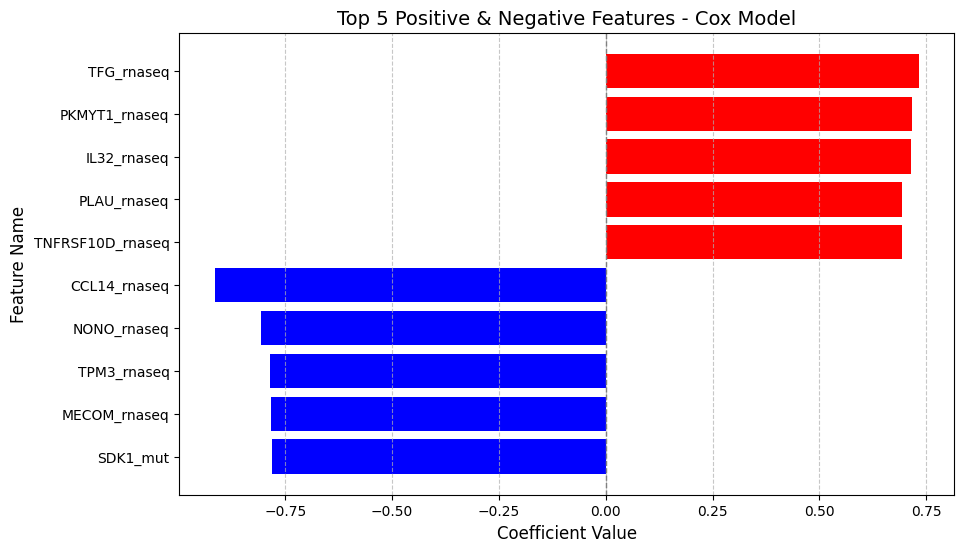 Top 5 Positive & Negative Features - Cox Model
Feature Name
TFG_rnaseq
PKMYT1_rnaseq
IL32_rnaseq
PLAU_rnaseq
TNFRSF10D_rnaseq
CCL14_rnaseq
NONO_rnaseq
TPM3_rnaseq
MECOM_rnaseq
SDK1_mut
−0.75 −0.50 −0.25 0.00 0.25 0.50 0.75
Coefficient Value